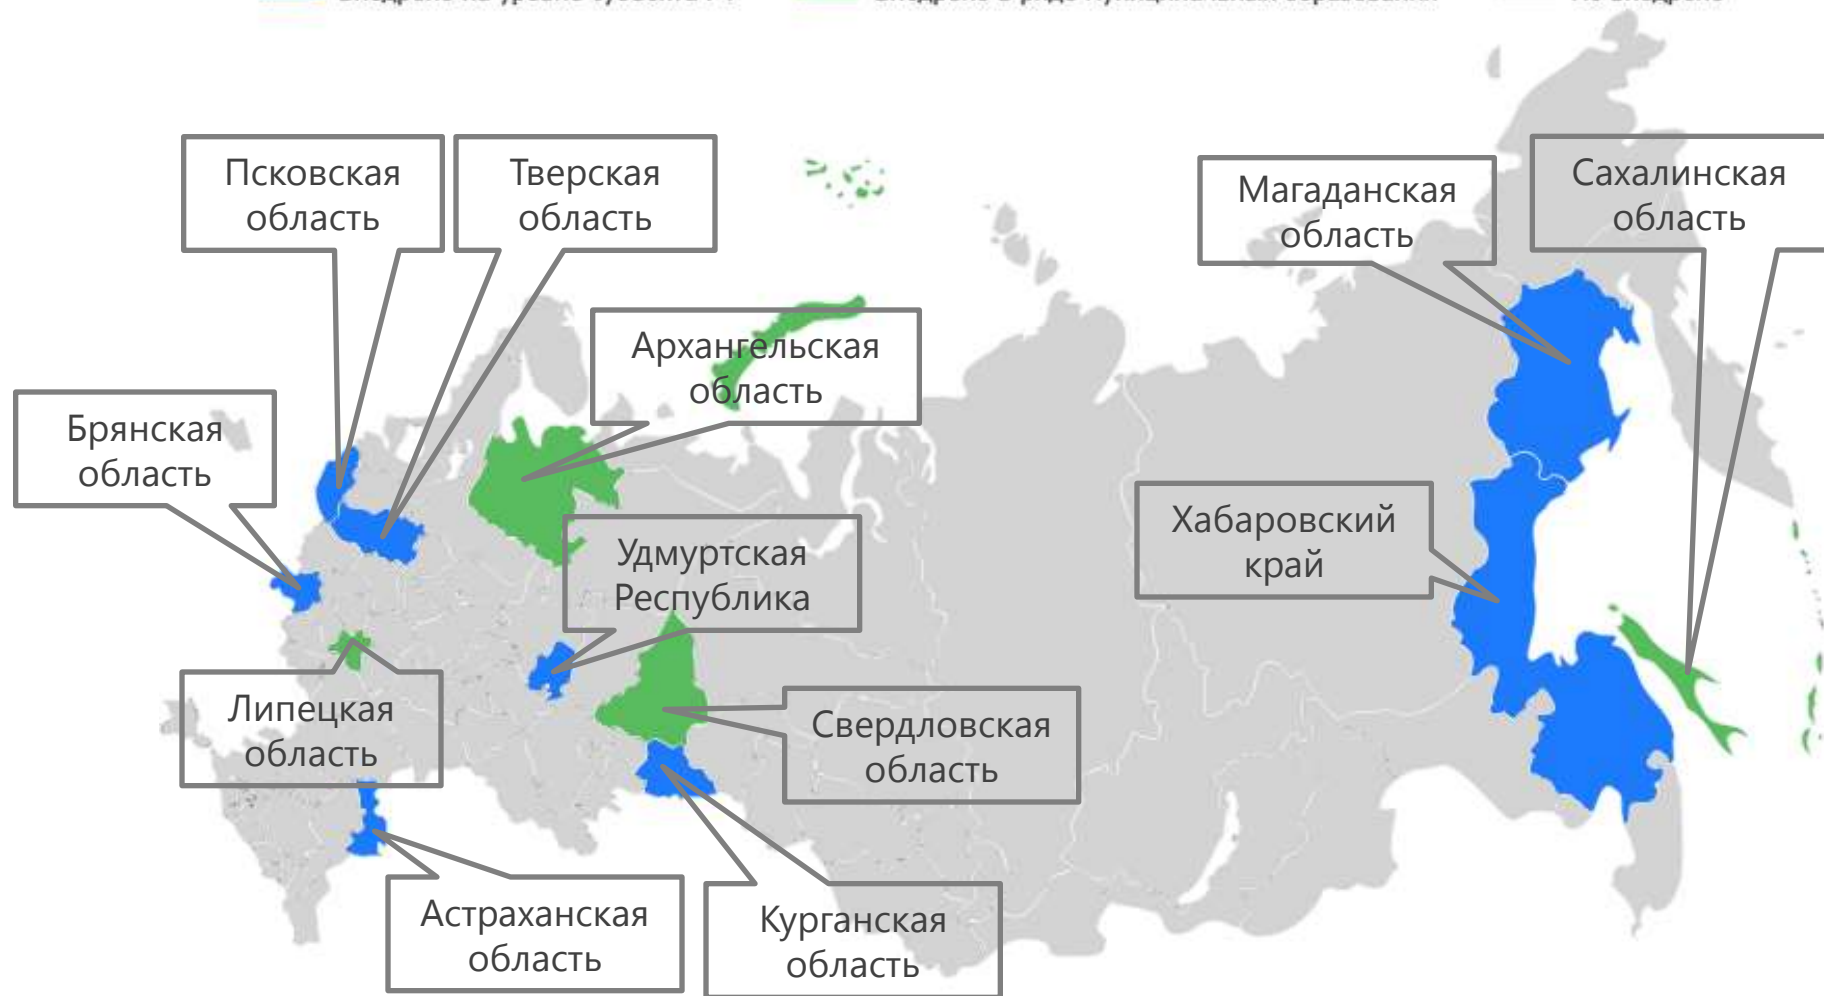 Псковская
область
Тверская
область
Магаданская
область
Сахалинская
область
Архангельская
область
Брянская
область
Хабаровский
край
Удмуртская
Республика
Липецкая
область
Свердловская
область
Астраханская
область
Курганская
область